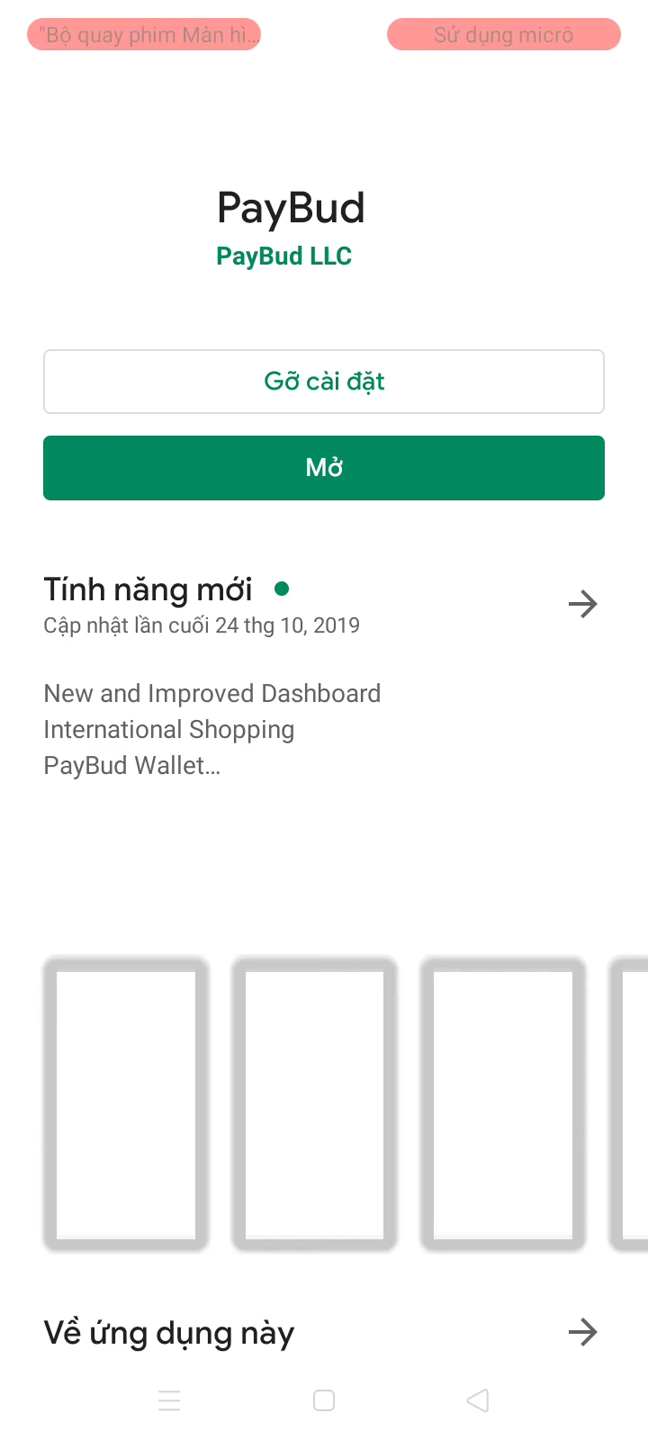 "Bộ quay phim Màn hì...
Sử dụng micrô
PayBud
PayBud LLC
Gỡ cài đặt
Mở
Tính năng mới
Cập nhật lần cuối 24 thg 10, 2019
New and Improved Dashboard
International Shopping
PayBud Wallet...
Về ứng dụng này